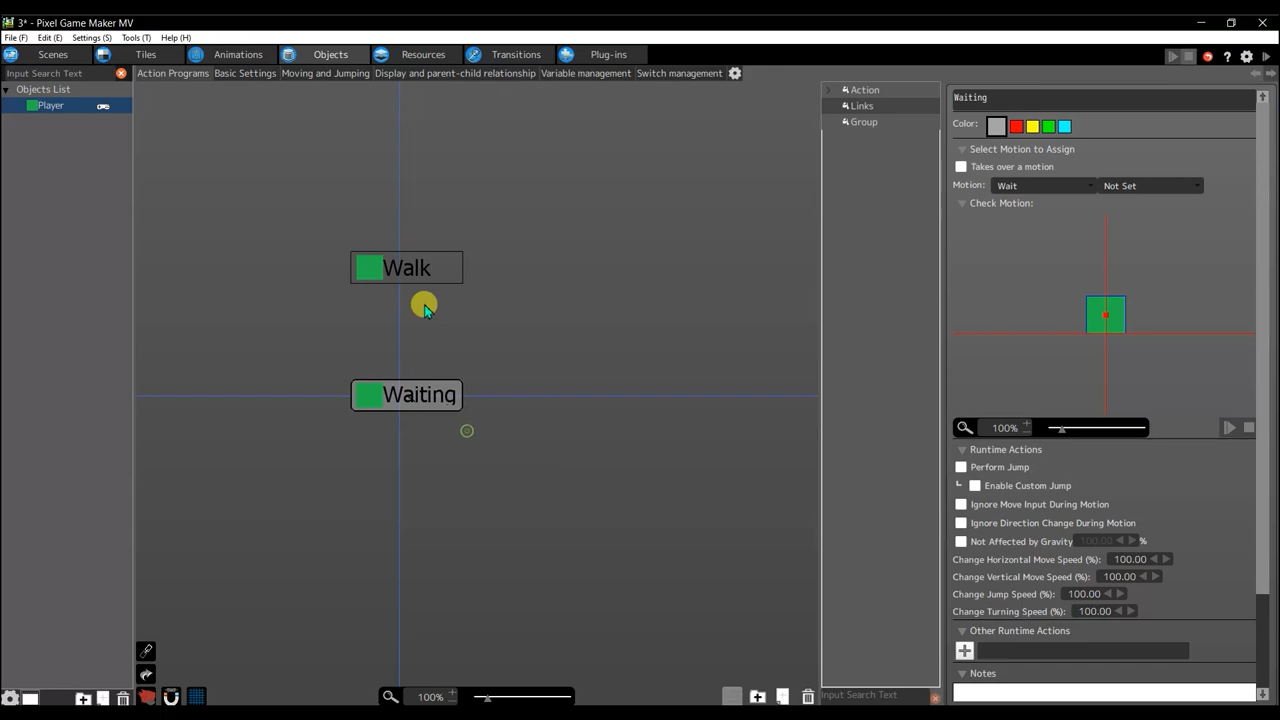 3* - Pixel Game Maker MV
File (F) Edit (E) Settings (S) Tools (T) Help (H)
Scenes Tiles Animations Objects Resources Transitions Plug-ins
Input Search Text Action Programs Basic Settings Moving and Jumping Display and parent-child relationship Variable management Switch management
Objects List
Player
Walk
Waiting
Action
Links
Group
Waiting
Color:
Select Motion to Assign
Takes over a motion
Motion: Wait Not Set
Check Motion:
100%
Runtime Actions
Perform Jump
Enable Custom Jump
Ignore Move Input During Motion
Ignore Direction Change During Motion
Not Affected by Gravity 100.00 %
Change Horizontal Move Speed (%): 100.00
Change Vertical Move Speed (%): 100.00
Change Jump Speed (%): 100.00
Change Turning Speed (%): 100.00
Other Runtime Actions
Notes
100%
Input Search Text